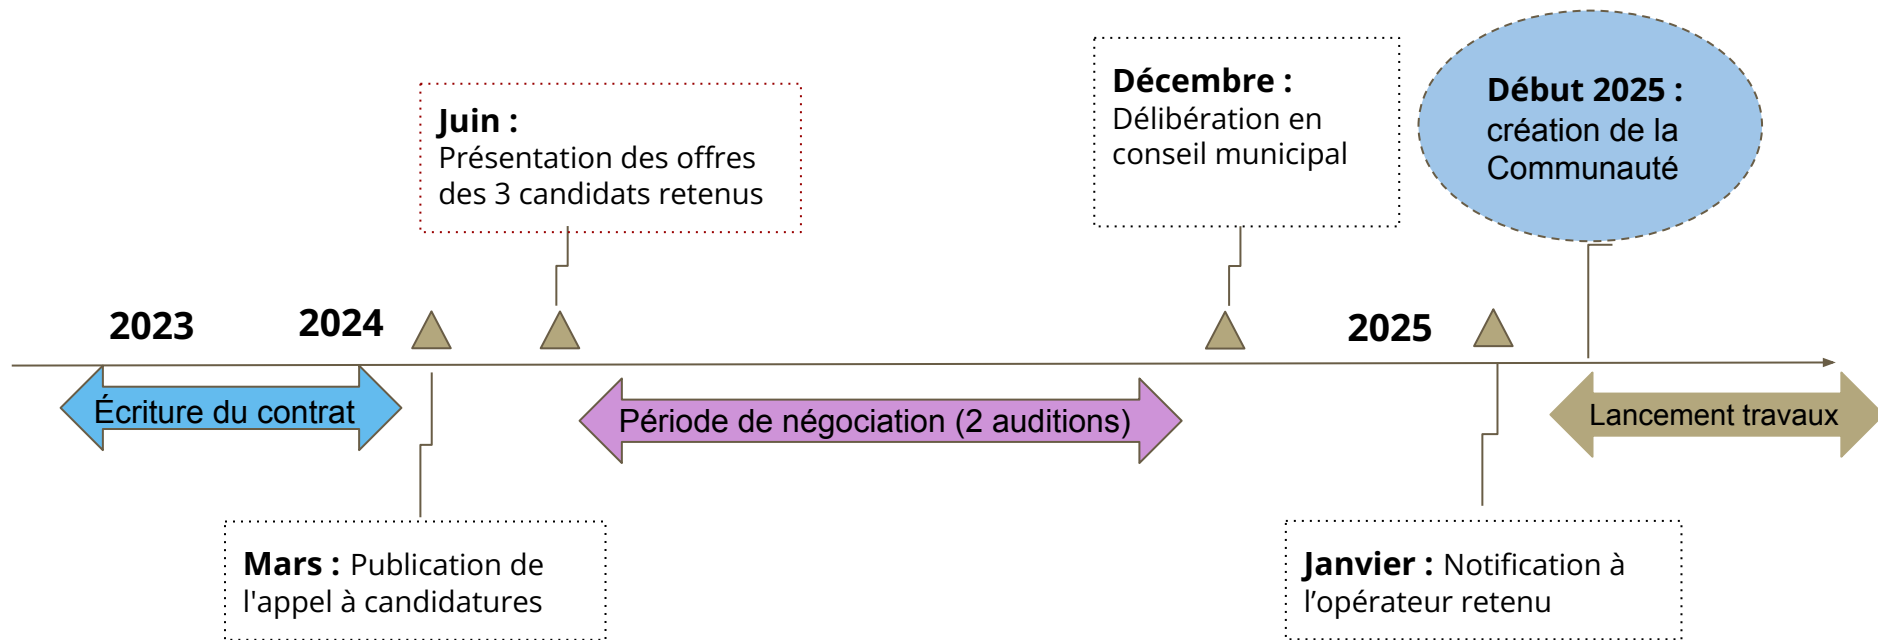 Juin :
Présentation des offres
des 3 candidats retenus
Décembre :
Délibération en
conseil municipal
Début 2025 :
création de la
Communauté
2023
2024
2025
Écriture du contrat
Période de négociation (2 auditions)
Lancement travaux
Mars : Publication de
l'appel à candidatures
Janvier : Notification à
l’opérateur retenu